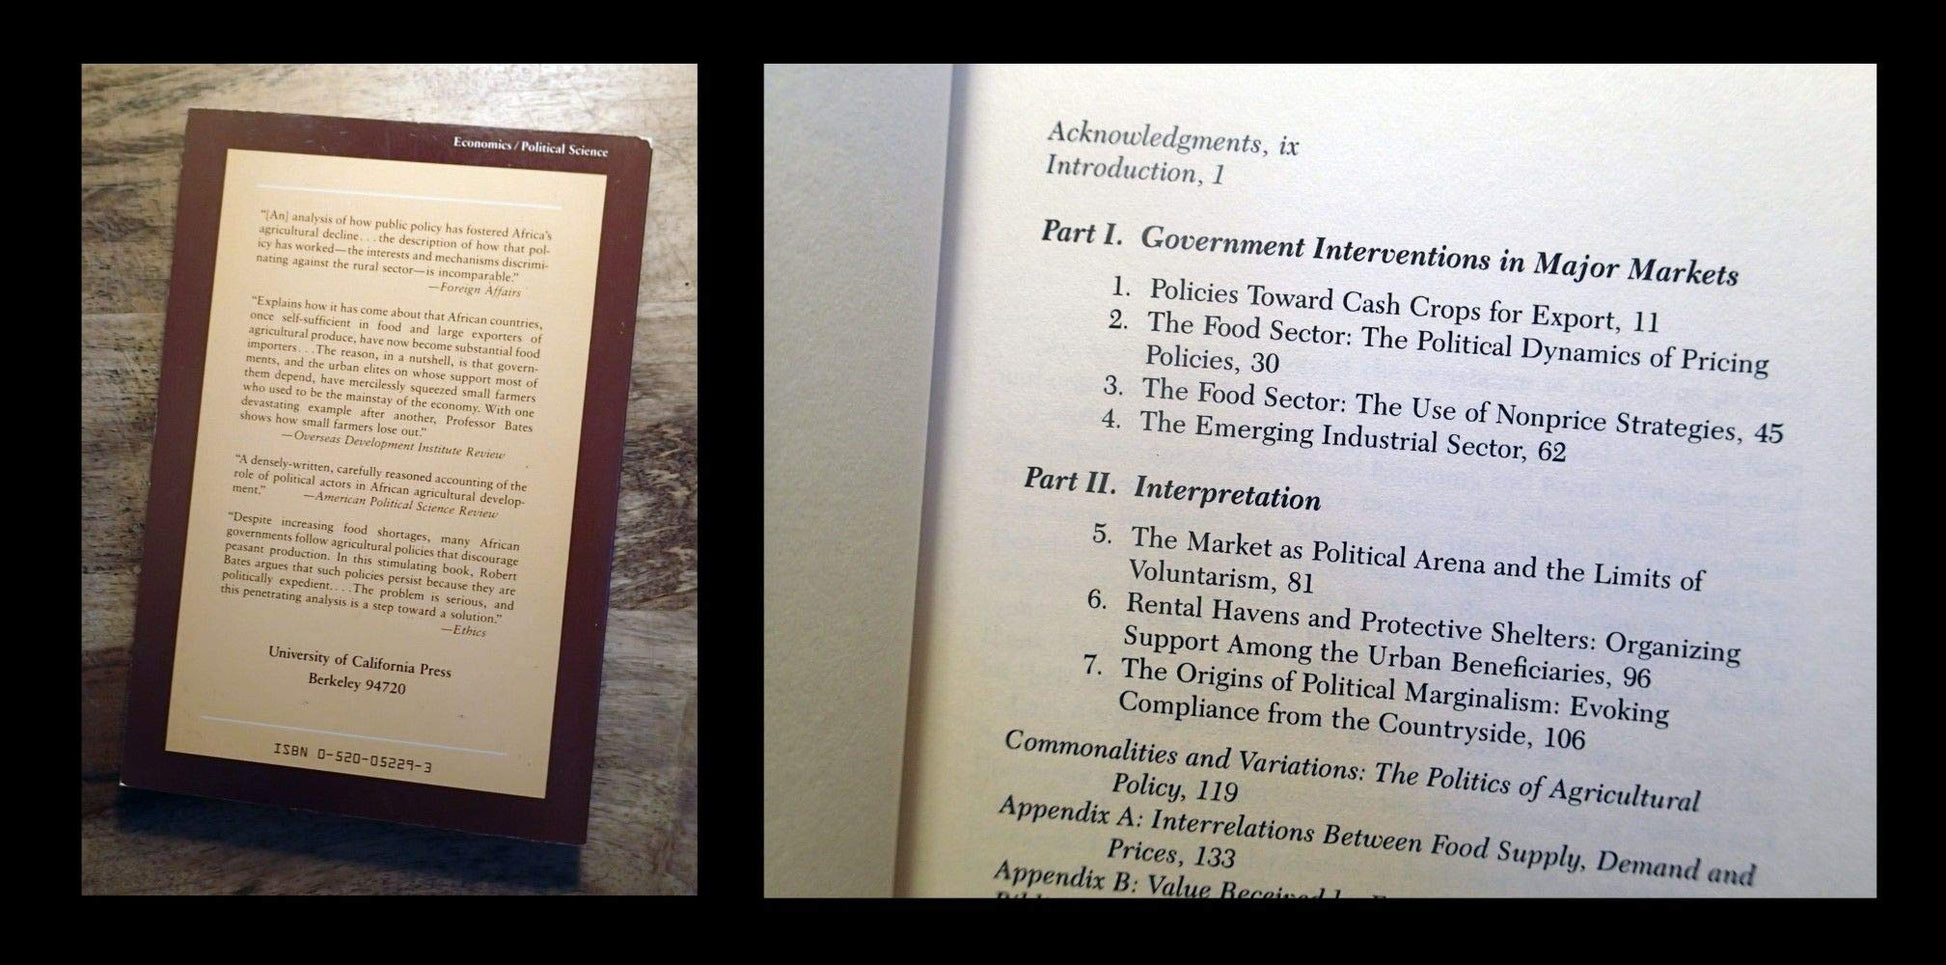 Economics / Political Science
“[An] analysis of how public policy has fostered Africa’s
agricultural decline. . . the description of how that pol-
icy has worked—the interests and mechanisms discrimi-
nating against the rural sector—is incomparable.”
—Foreign Affairs
“Explains how it has come about that African countries,
once self-sufficient in food and large exporters of
agricultural produce, have now become substantial food
importers. . .The reason, in a nutshell, is that govern-
ments, and the urban elites on whose support most of
them depend, have mercilessly squeezed small farmers
who used to be the mainstay of the economy. With one
devastating example after another, Professor Bates
shows how small farmers lose out.”
—Overseas Development Institute Review
“A densely-written, carefully reasoned accounting of the
role of political actors in African agricultural develop-
ment.” —American Political Science Review
“Despite increasing food shortages, many African
governments follow agricultural policies that discourage
peasant production. In this stimulating book, Robert
Bates argues that such policies persist because they are
politically expedient. . . .The problem is serious, and
this penetrating analysis is a step toward a solution.”
—Ethics
University of California Press
Berkeley 94720
ISBN 0-520-05229-3
Acknowledgments, ix
Introduction, 1
Part I. Government Interventions in Major Markets
1. Policies Toward Cash Crops for Export, 11
2. The Food Sector: The Political Dynamics of Pricing
Policies, 30
3. The Food Sector: The Use of Nonprice Strategies, 45
4. The Emerging Industrial Sector, 62
Part II. Interpretation
5. The Market as Political Arena and the Limits of
Voluntarism, 81
6. Rental Havens and Protective Shelters: Organizing
Support Among the Urban Beneficiaries, 96
7. The Origins of Political Marginalism: Evoking
Compliance from the Countryside, 106
Commonalities and Variations: The Politics of Agricultural
Policy, 119
Appendix A: Interrelations Between Food Supply, Demand and
Prices, 133
Appendix B: Value Received